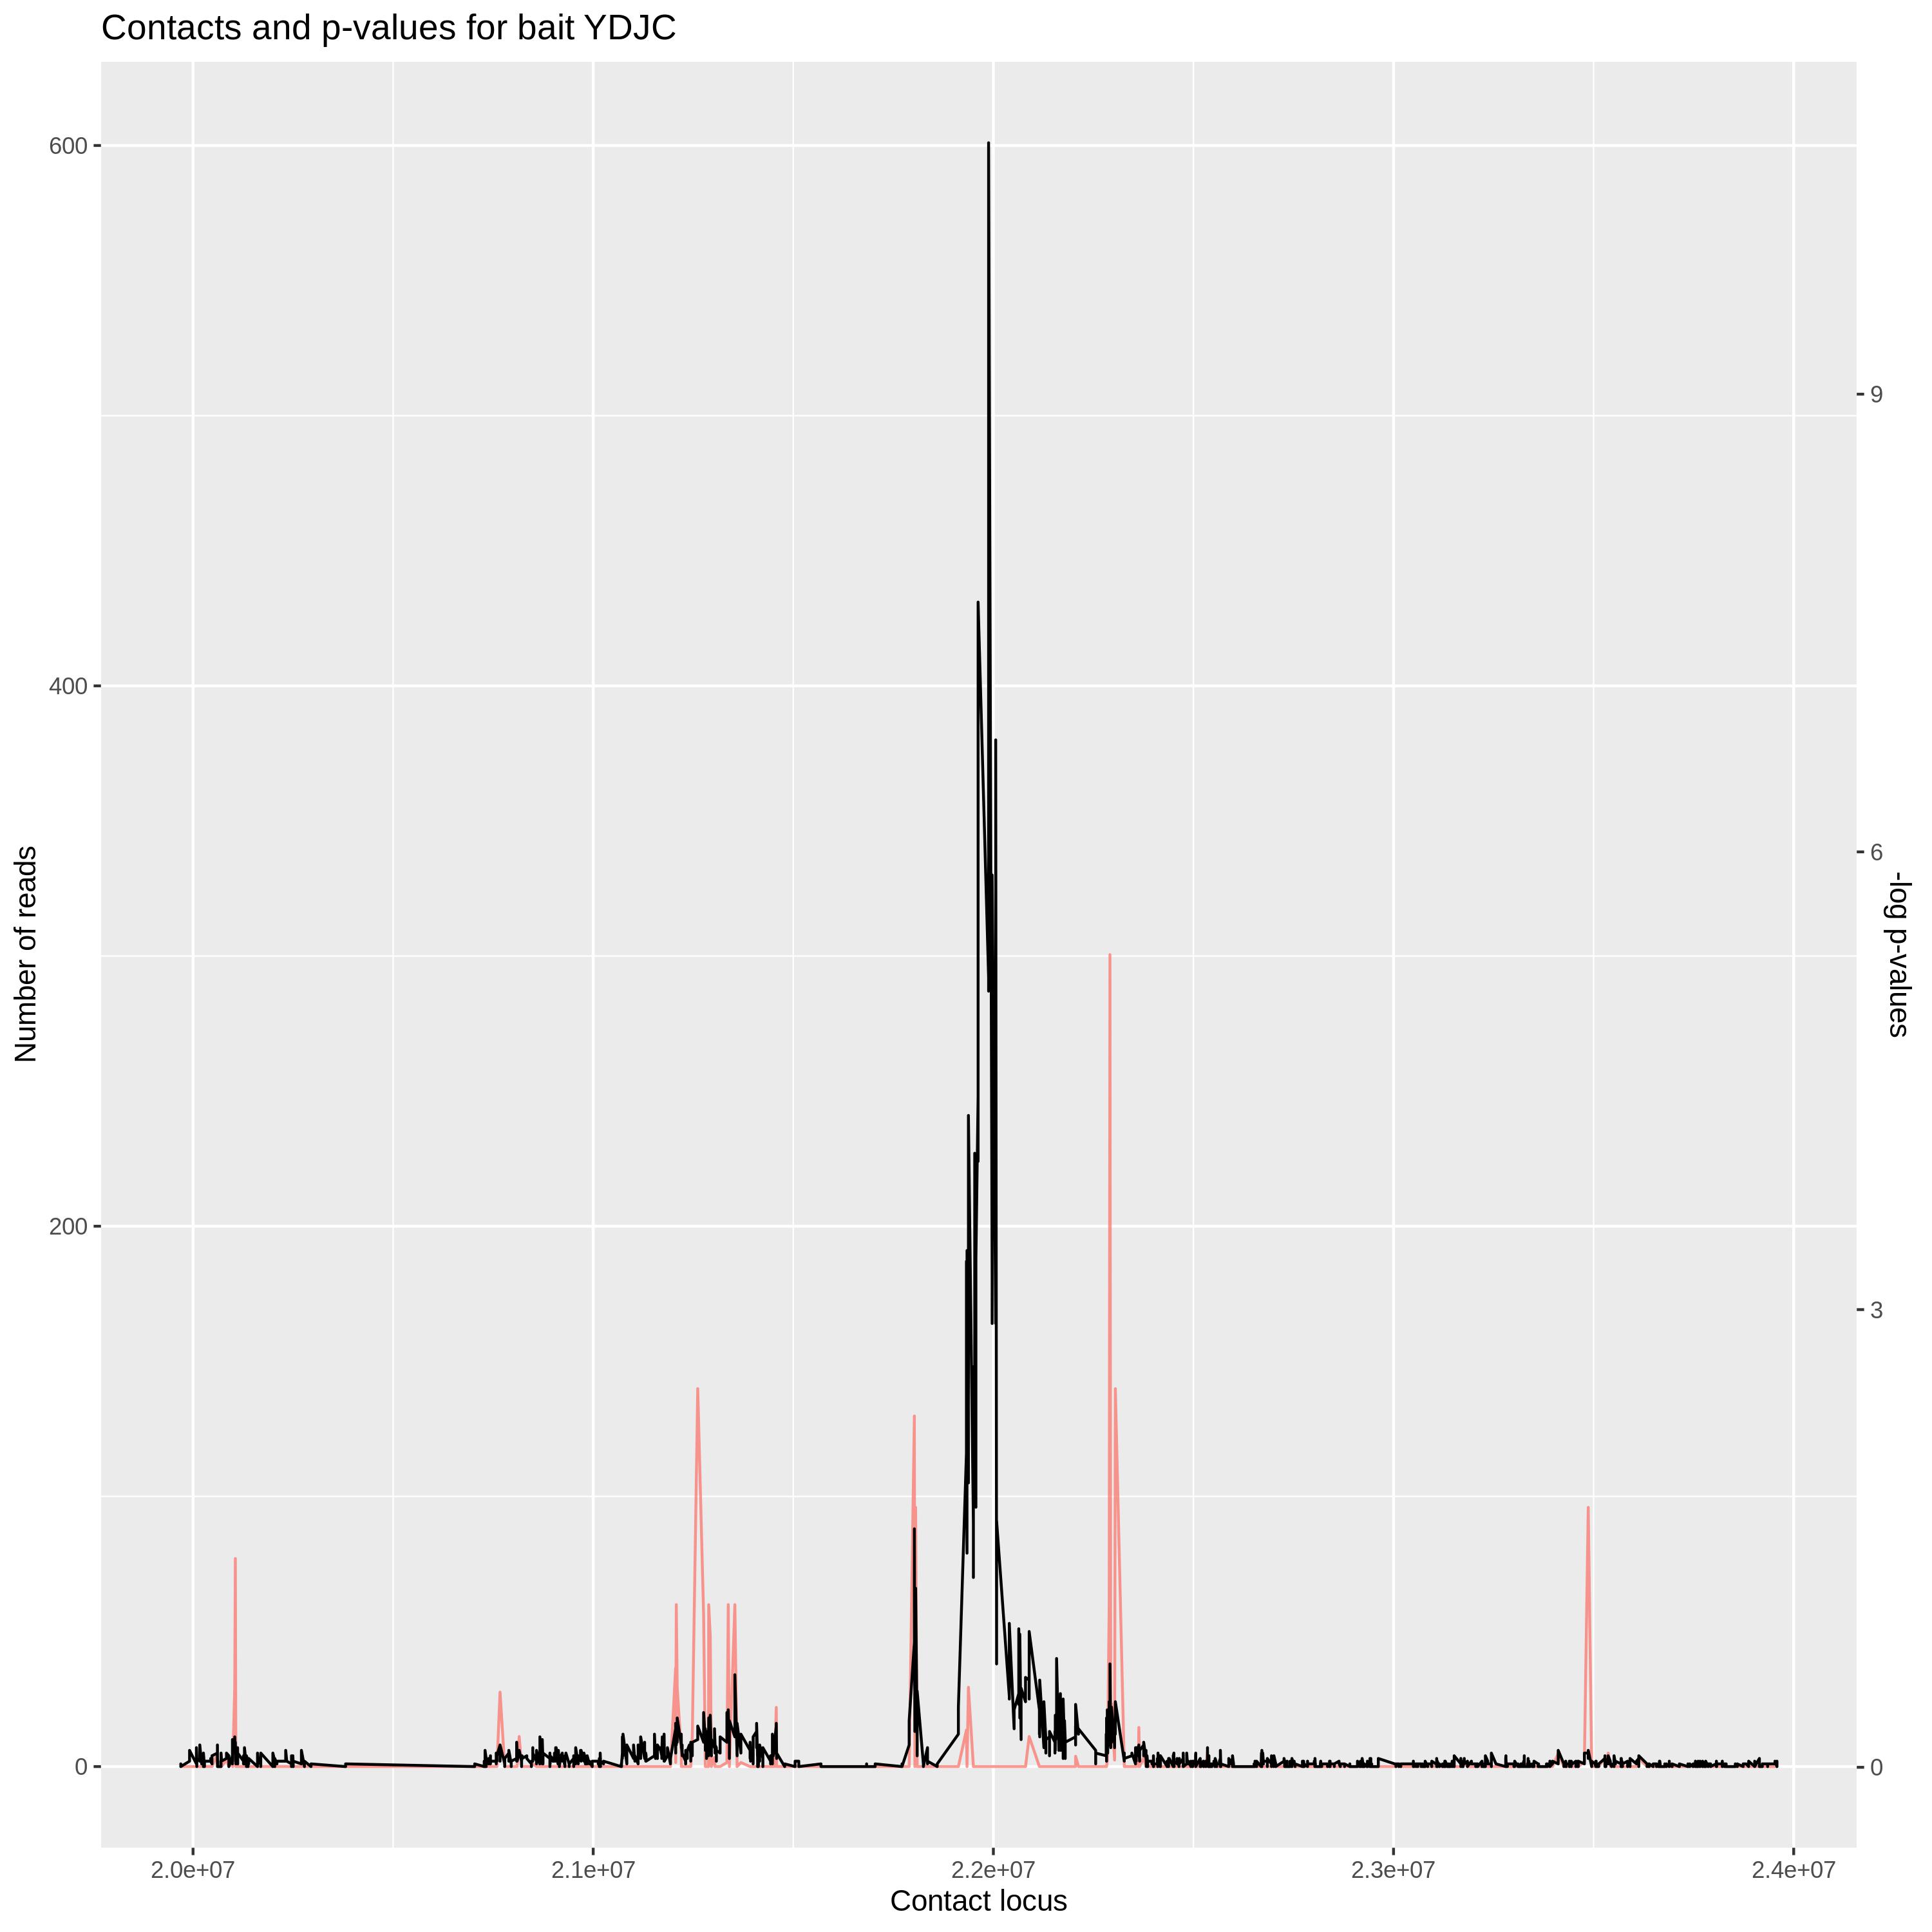 Contacts and p-values for bait YDJC
600
400
200
0
Number of reads
9
6
3
0
-log p-values
2.0e+07
2.1e+07
2.2e+07
2.3e+07
2.4e+07
Contact locus